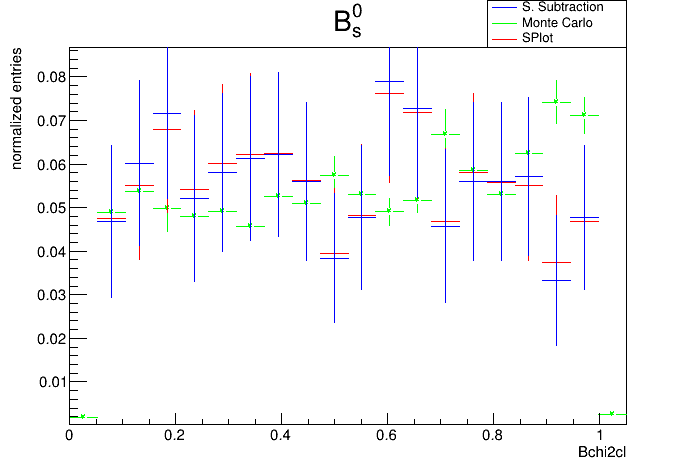 B⁰ₛ
S. Subtraction
Monte Carlo
SPlot
normalized entries
0.08
0.07
0.06
0.05
0.04
0.03
0.02
0.01
0 0.2 0.4 0.6 0.8 1
Bchi2cl